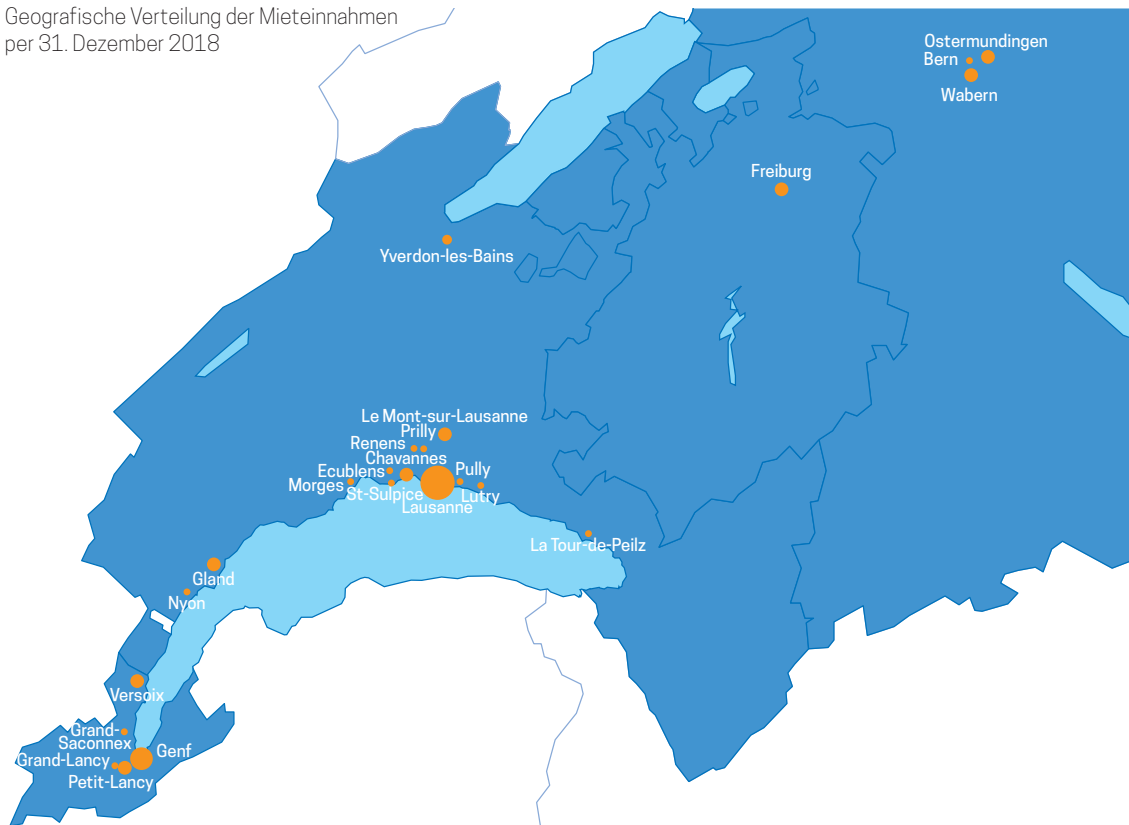 Geografische Verteilung der Mieteinnahmen
per 31. Dezember 2018
Ostermundingen
Bern
Wabern
Freiburg
Yverdon-les-Bains
Le Mont-sur-Lausanne
Prilly
Renens
Chavannes
Ecublens
Pully
Morges
St-Sulpice
Lutry
Lausanne
La Tour-de-Peilz
Gland
Nyon
Versoix
Grand-
Saconnex
Genf
Grand-Lancy
Petit-Lancy